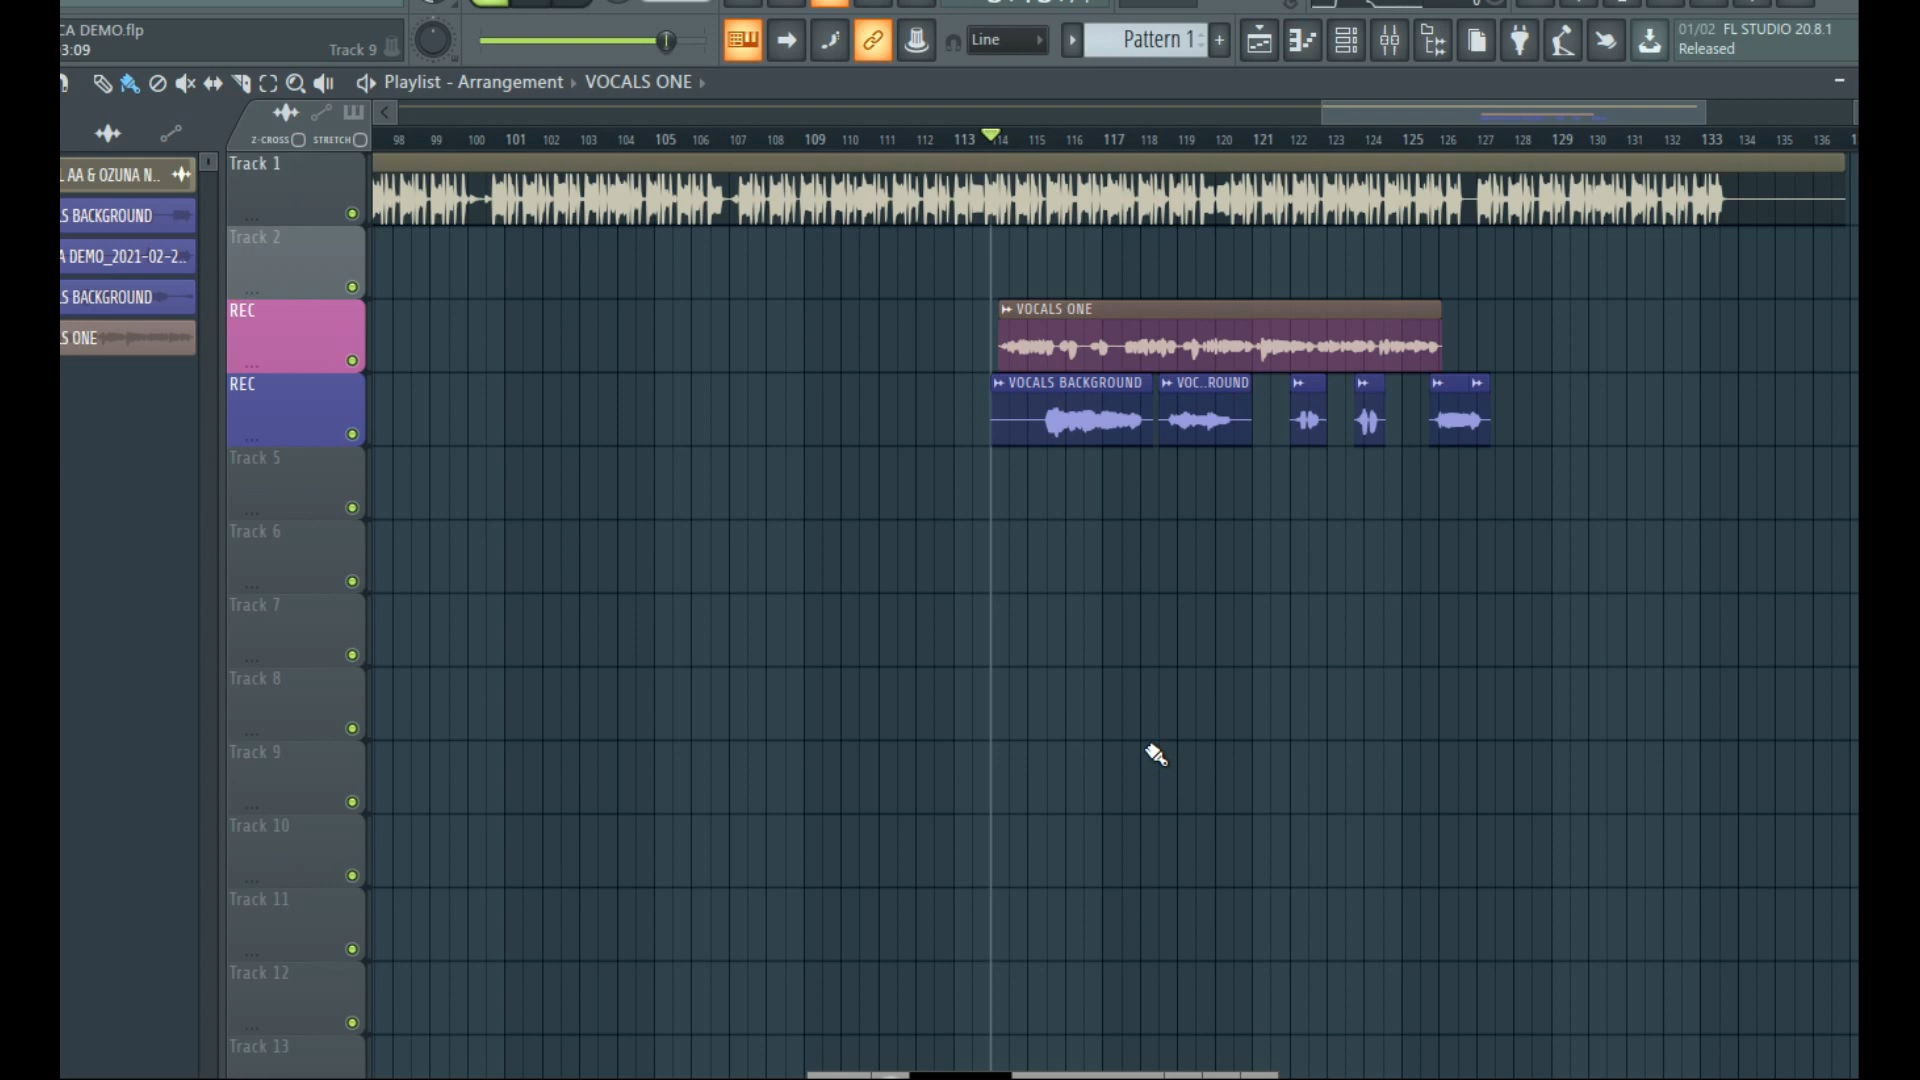 CA DEMO.flp
3:09
Track 9
Line
Pattern 1
+
01/02 FL STUDIO 20.8.1
Released
Playlist - Arrangement
VOCALS ONE
Z-CROSS
STRETCH
98 99 100 101 102 103 104 105 106 107 108 109 110 111 112 113 114 115 116 117 118 119 120 121 122 123 124 125 126 127 128 129 130 131 132 133 134 135 136
L AA & OZUNA N..
LS BACKGROUND
A DEMO_2021-02-2..
LS BACKGROUND
LS ONE
Track 1
Track 2
REC
VOCALS ONE
REC
VOCALS BACKGROUND
VOC..ROUND
Track 5
Track 6
Track 7
Track 8
Track 9
Track 10
Track 11
Track 12
Track 13